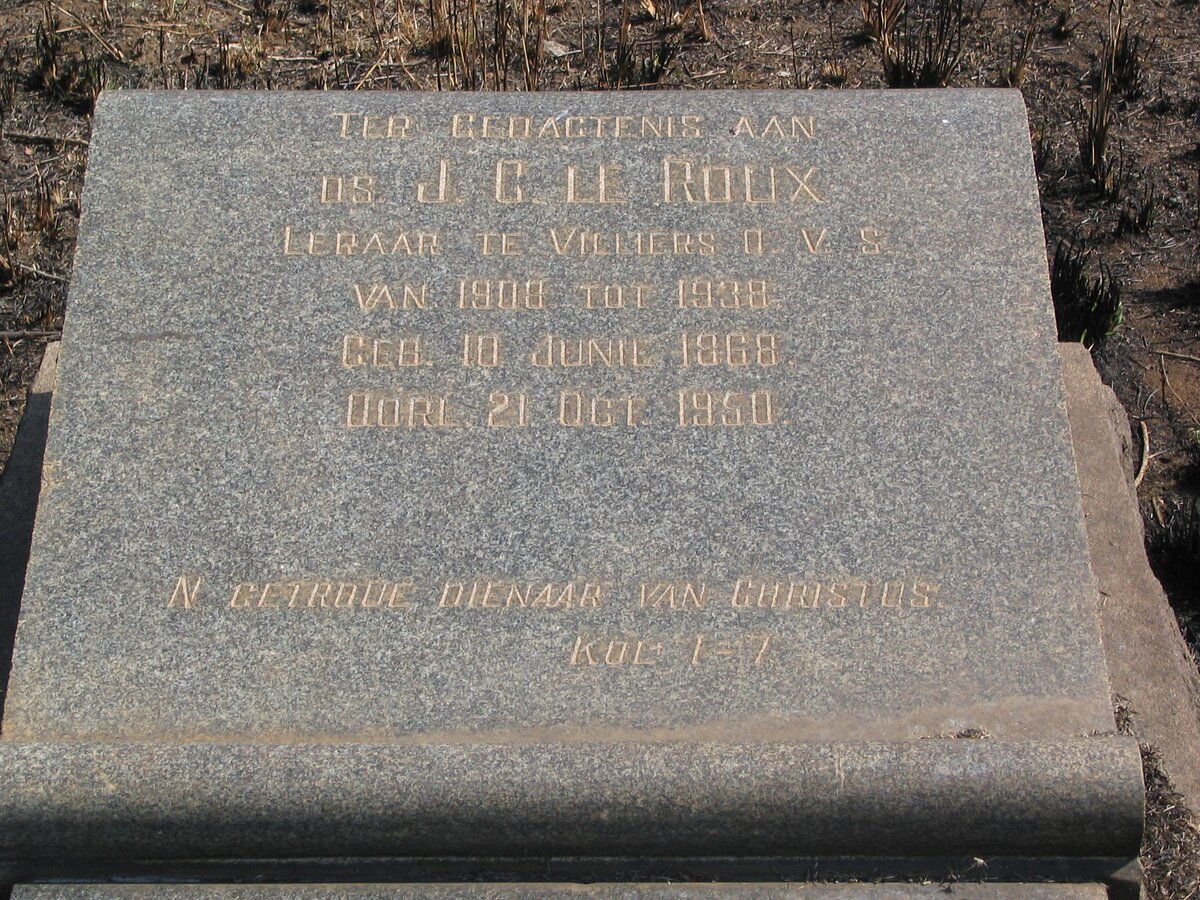 TER GEDACTENIS AAN
DS. J. C. LE ROUX
LERAAR TE VILLIERS O. V. S.
VAN 1908 TOT 1938
GEB. 10 JUNIE 1868.
OORL. 21 OCT. 1950.
N GETROUE DIENAAR VAN CHRISTUS.
KOL: 1=7